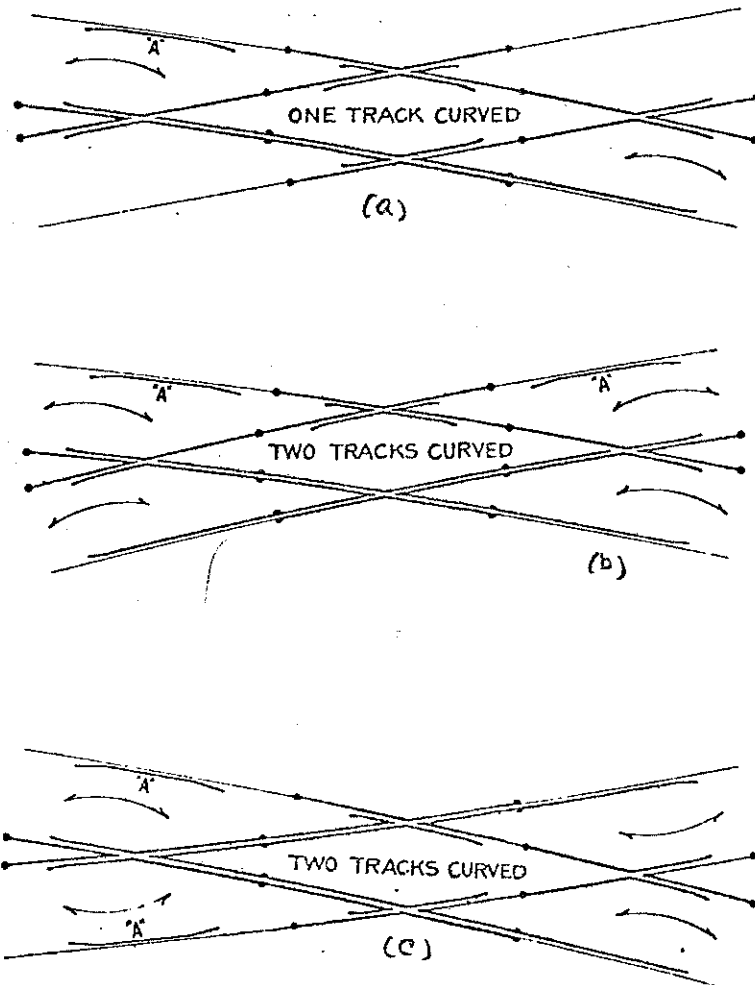 "A"
ONE TRACK CURVED
(a)
"A" "A"
TWO TRACKS CURVED
(b)
"A"
TWO TRACKS CURVED
"A"
(C)